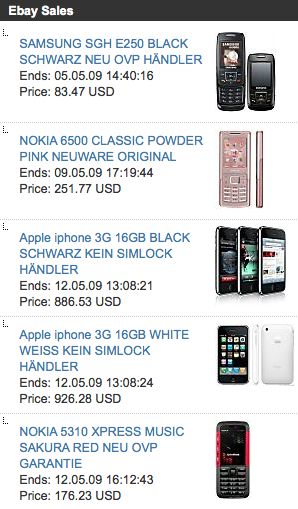 Ebay Sales
SAMSUNG SGH E250 BLACK
SCHWARZ NEU OVP HÄNDLER
Ends: 05.05.09 14:40:16
Price: 83.47 USD
NOKIA 6500 CLASSIC POWDER
PINK NEUWARE ORIGINAL
Ends: 09.05.09 17:19:44
Price: 251.77 USD
Apple iphone 3G 16GB BLACK
SCHWARZ KEIN SIMLOCK
HÄNDLER
Ends: 12.05.09 13:08:21
Price: 886.53 USD
Apple iphone 3G 16GB WHITE
WEISS KEIN SIMLOCK
HÄNDLER
Ends: 12.05.09 13:08:24
Price: 926.28 USD
NOKIA 5310 XPRESS MUSIC
SAKURA RED NEU OVP
GARANTIE
Ends: 12.05.09 16:12:43
Price: 176.23 USD